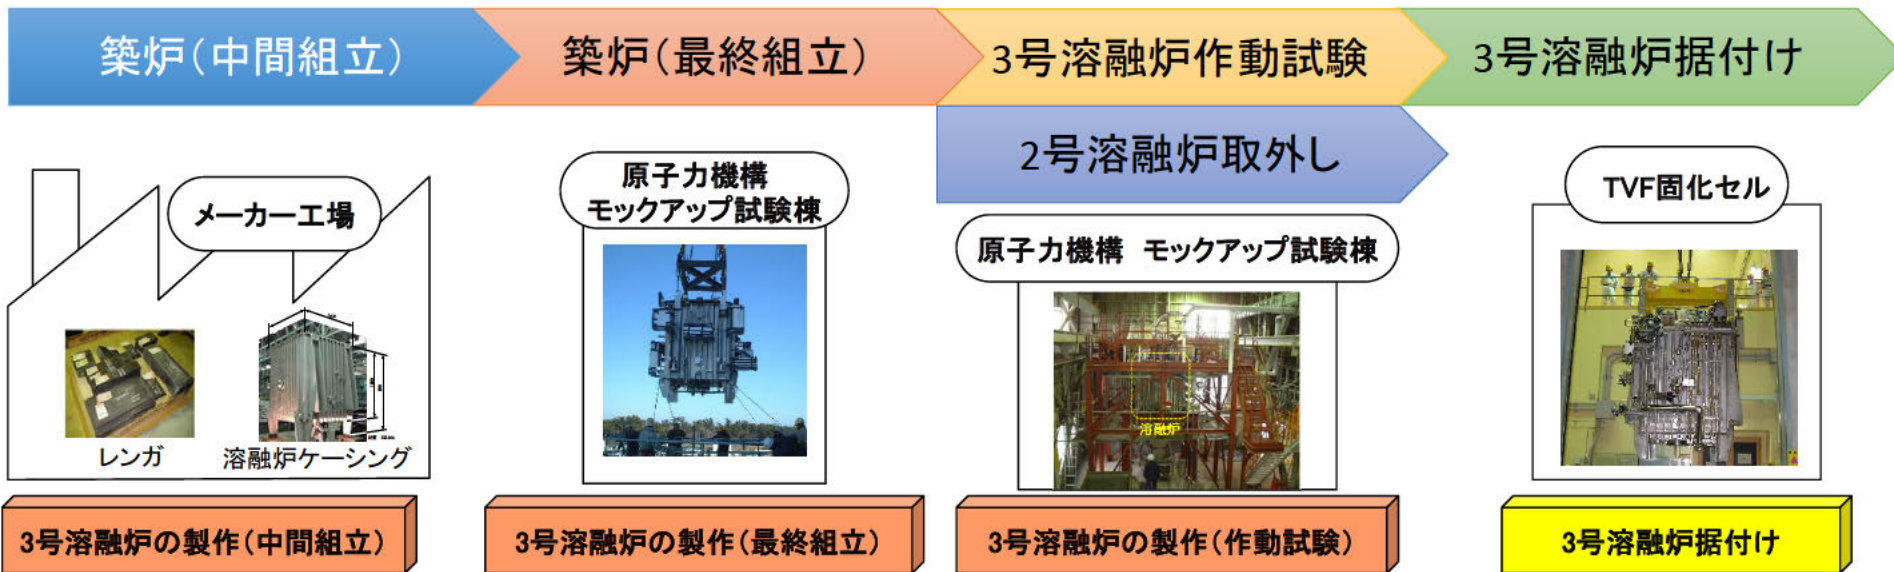 築炉(中間組立)
築炉(最終組立)
3号溶融炉作動試験
3号溶融炉据付け
2号溶融炉取外し
メーカー工場
原子力機構
モックアップ試験棟
原子力機構 モックアップ試験棟
TVF固化セル
溶融炉
レンガ
溶融炉ケーシング
3号溶融炉の製作(中間組立)
3号溶融炉の製作(最終組立)
3号溶融炉の製作(作動試験)
3号溶融炉据付け